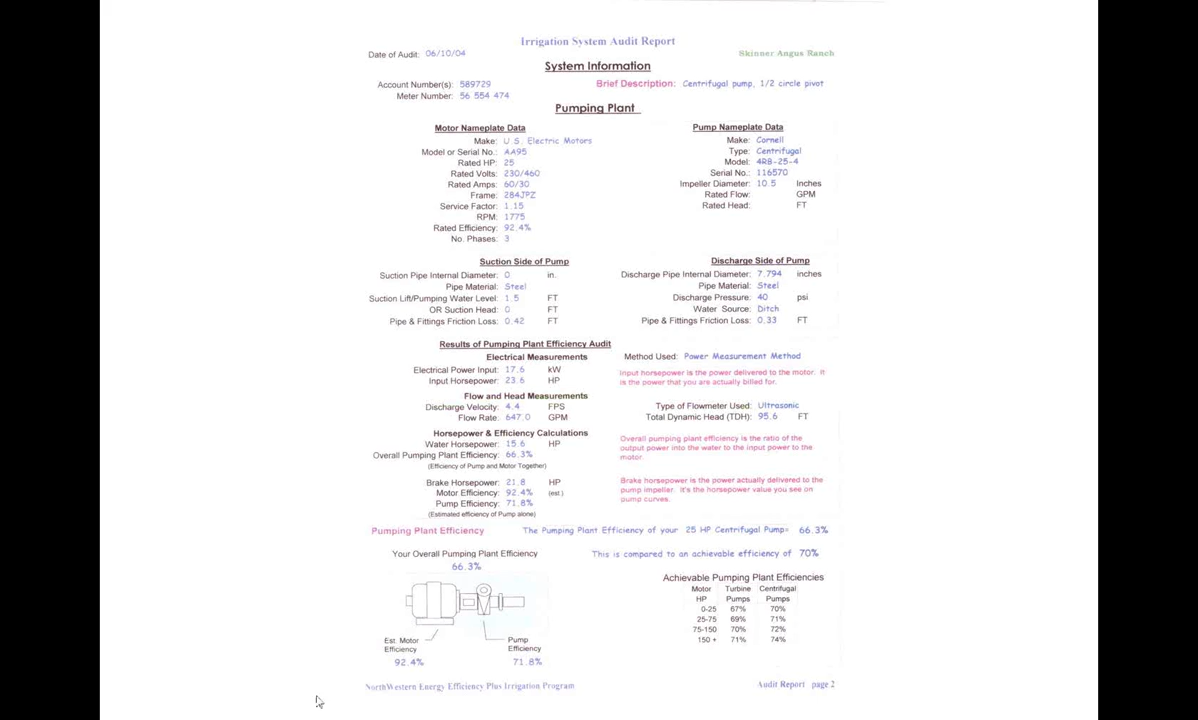 Irrigation System Audit Report
Date of Audit: 06/10/04
Skinner Angus Ranch
System Information
Account Number(s): 589729
Brief Description: Centrifugal pump, 1/2 circle pivot
Meter Number: 56 554 474
Pumping Plant
Motor Nameplate Data
Make: U.S. Electric Motors
Model or Serial No.: AA95
Rated HP: 25
Rated Volts: 230/460
Rated Amps: 60/30
Frame: 284JPZ
Service Factor: 1.15
RPM: 1775
Rated Efficiency: 92.4%
No. Phases: 3
Pump Nameplate Data
Make: Cornell
Type: Centrifugal
Model: 4RB-25-4
Serial No.: 116570
Impeller Diameter: 10.5 Inches
Rated Flow: GPM
Rated Head: FT
Suction Side of Pump
Suction Pipe Internal Diameter: 0 in.
Pipe Material: Steel
Suction Lift/Pumping Water Level: 1.5 FT
OR Suction Head: 0 FT
Pipe & Fittings Friction Loss: 0.42 FT
Discharge Side of Pump
Discharge Pipe Internal Diameter: 7.794 inches
Pipe Material: Steel
Discharge Pressure: 40 psi
Water Source: Ditch
Pipe & Fittings Friction Loss: 0.33 FT
Results of Pumping Plant Efficiency Audit
Electrical Measurements
Method Used: Power Measurement Method
Electrical Power Input: 17.6 kW
Input Horsepower: 23.6 HP
Input horsepower is the power delivered to the motor. It
is the power that you are actually billed for.
Flow and Head Measurements
Discharge Velocity: 4.4 FPS
Flow Rate: 647.0 GPM
Type of Flowmeter Used: Ultrasonic
Total Dynamic Head (TDH): 95.6 FT
Horsepower & Efficiency Calculations
Water Horsepower: 15.6 HP
Overall Pumping Plant Efficiency: 66.3%
(Efficiency of Pump and Motor Together)
Overall pumping plant efficiency is the ratio of the
output power into the water to the input power to the
motor.
Brake Horsepower: 21.8 HP
Motor Efficiency: 92.4% (est.)
Pump Efficiency: 71.8%
(Estimated efficiency of Pump alone)
Brake horsepower is the power actually delivered to the
pump impeller. It's the horsepower value you see on
pump curves.
Pumping Plant Efficiency
The Pumping Plant Efficiency of your 25 HP Centrifugal Pump= 66.3%
Your Overall Pumping Plant Efficiency
66.3%
This is compared to an achievable efficiency of 70%
Achievable Pumping Plant Efficiencies
Motor Turbine Centrifugal
HP Pumps Pumps
0-25 67% 70%
25-75 69% 71%
75-150 70% 72%
150 + 71% 74%
Est. Motor
Efficiency
92.4%
Pump
Efficiency
71.8%
NorthWestern Energy Efficiency Plus Irrigation Program
Audit Report page 2